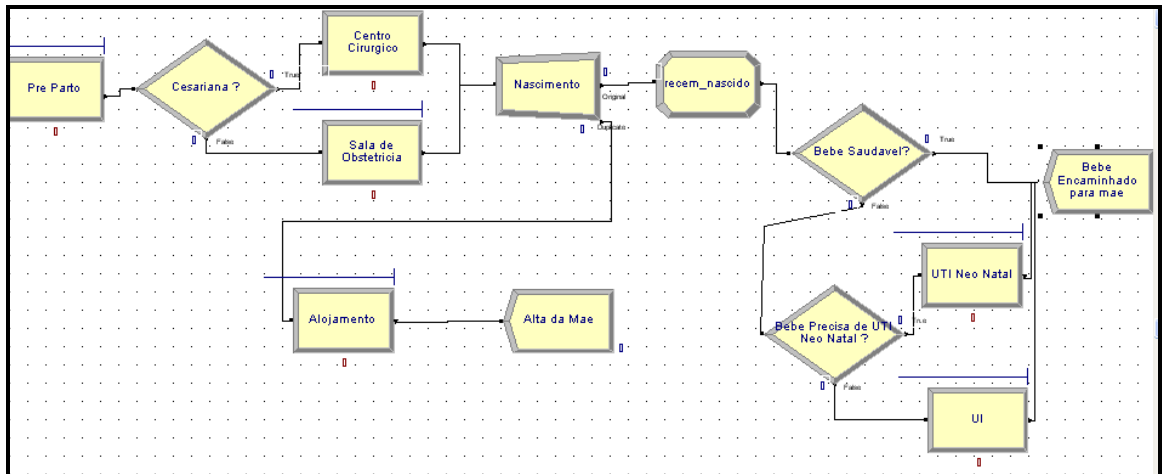 Pre Parto
Cesariana ?
True
False
Centro
Cirurgico
Sala de
Obstetricia
Nascimento
Original
Duplicate
recem_nascido
Bebe Saudavel?
True
False
Bebe
Encaminhado
para mae
UTI Neo Natal
Bebe Precisa de UTI
Neo Natal ?
True
False
UI
Alojamento
Alta da Mae